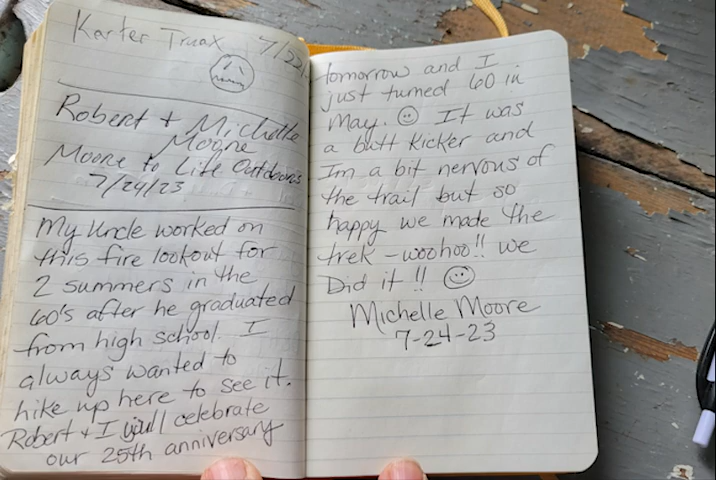 Karter Truax 7/22/
Robert + Michelle
Moore
Moore to Life Outdoors
7/24/23
My Uncle worked on
this fire lookout for
2 summers in the
60's after he graduated
from high school. I
always wanted to
hike up here to see it.
Robert + I will celebrate
our 25th anniversary
tomorrow and I
just turned 60 in
May. ☺ It was
a butt kicker and
Im a bit nervous of
the trail but so
happy we made the
trek - woohoo!! we
Did it !! ☺
Michelle Moore
7-24-23